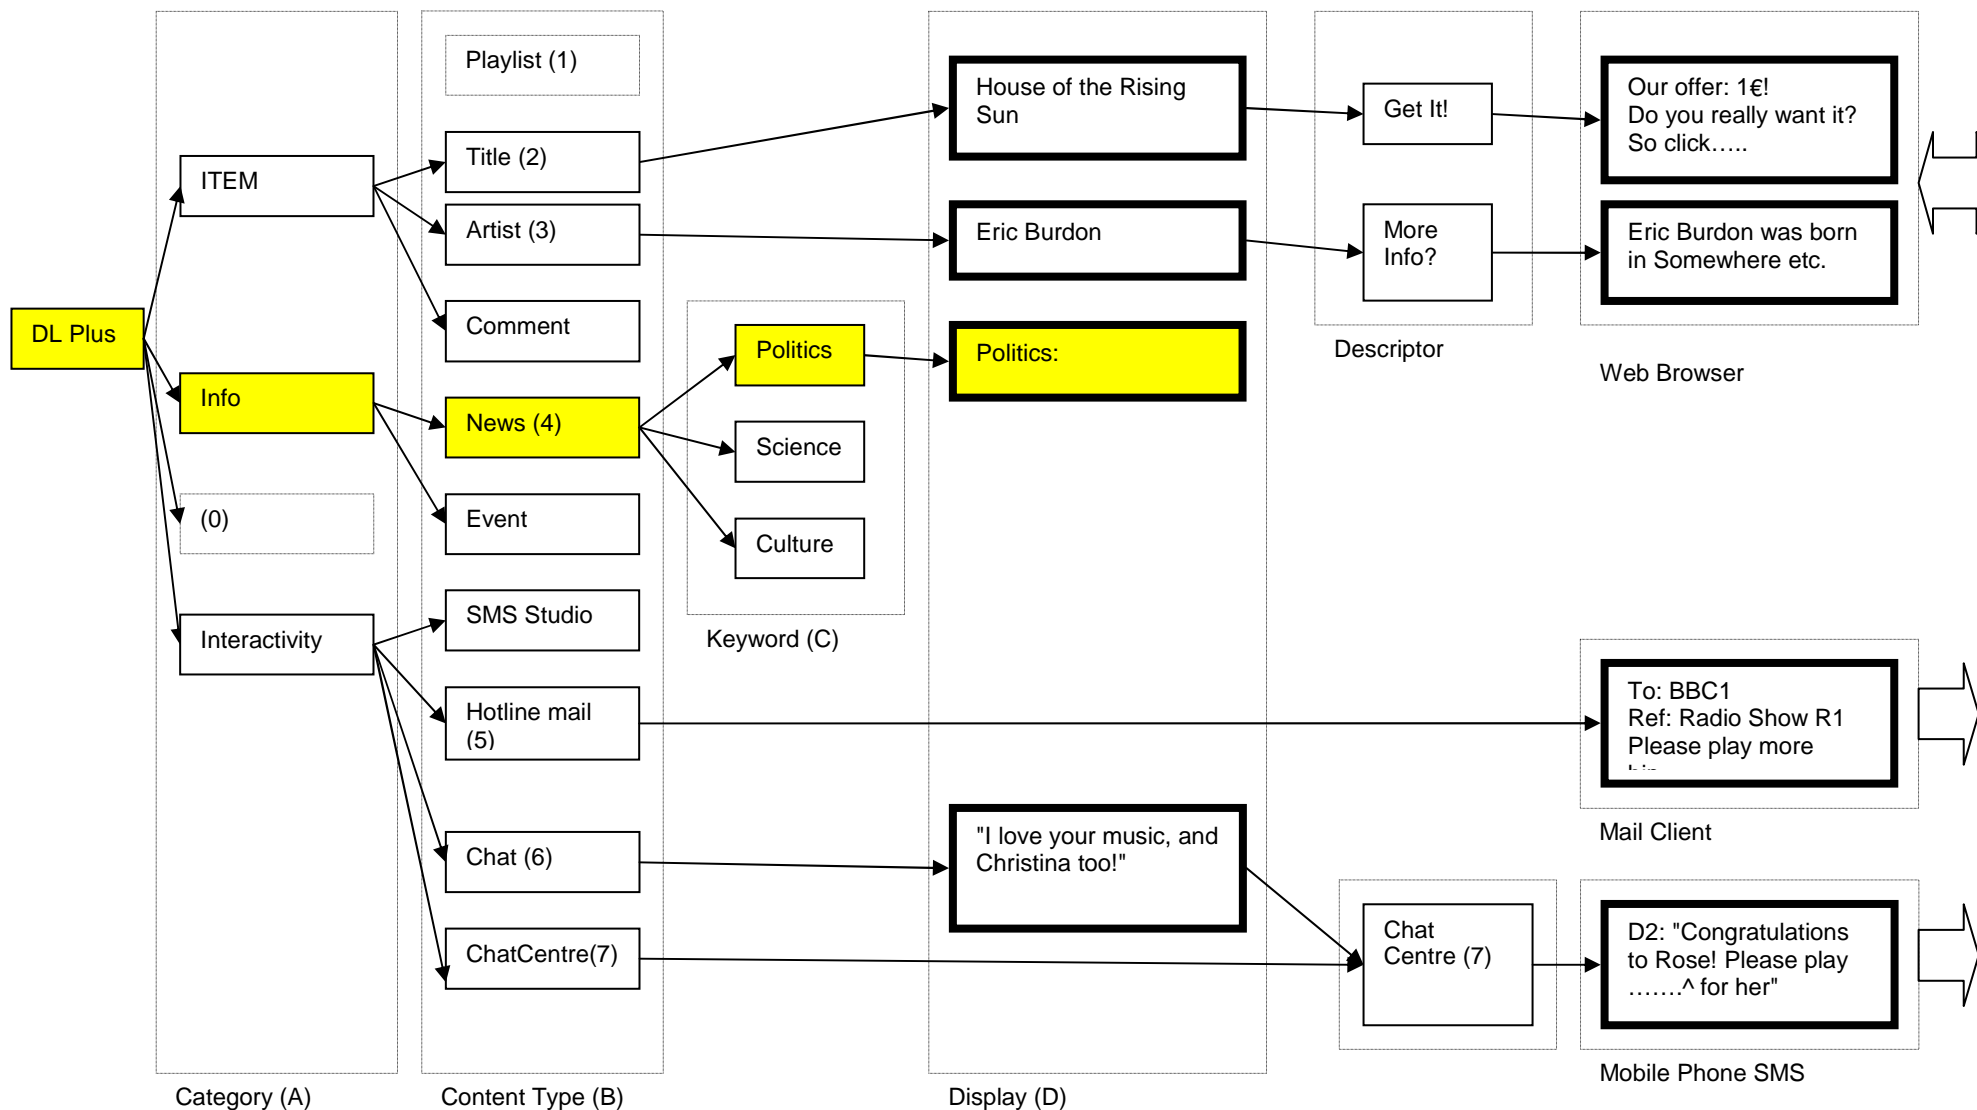 DL Plus
ITEM
Info
(0)
Interactivity
Category (A)
Playlist (1)
Title (2)
Artist (3)
Comment
News (4)
Event
SMS Studio
Hotline mail
(5)
Chat (6)
ChatCentre(7)
Content Type (B)
Politics
Science
Culture
Keyword (C)
House of the Rising
Sun
Eric Burdon
Politics:
"I love your music, and
Christina too!"
Display (D)
Get It!
More
Info?
Descriptor
Chat
Centre (7)
Our offer: 1€!
Do you really want it?
So click…..
Eric Burdon was born
in Somewhere etc.
Web Browser
To: BBC1
Ref: Radio Show R1
Please play more
Mail Client
D2: "Congratulations
to Rose! Please play
…….^ for her"
Mobile Phone SMS